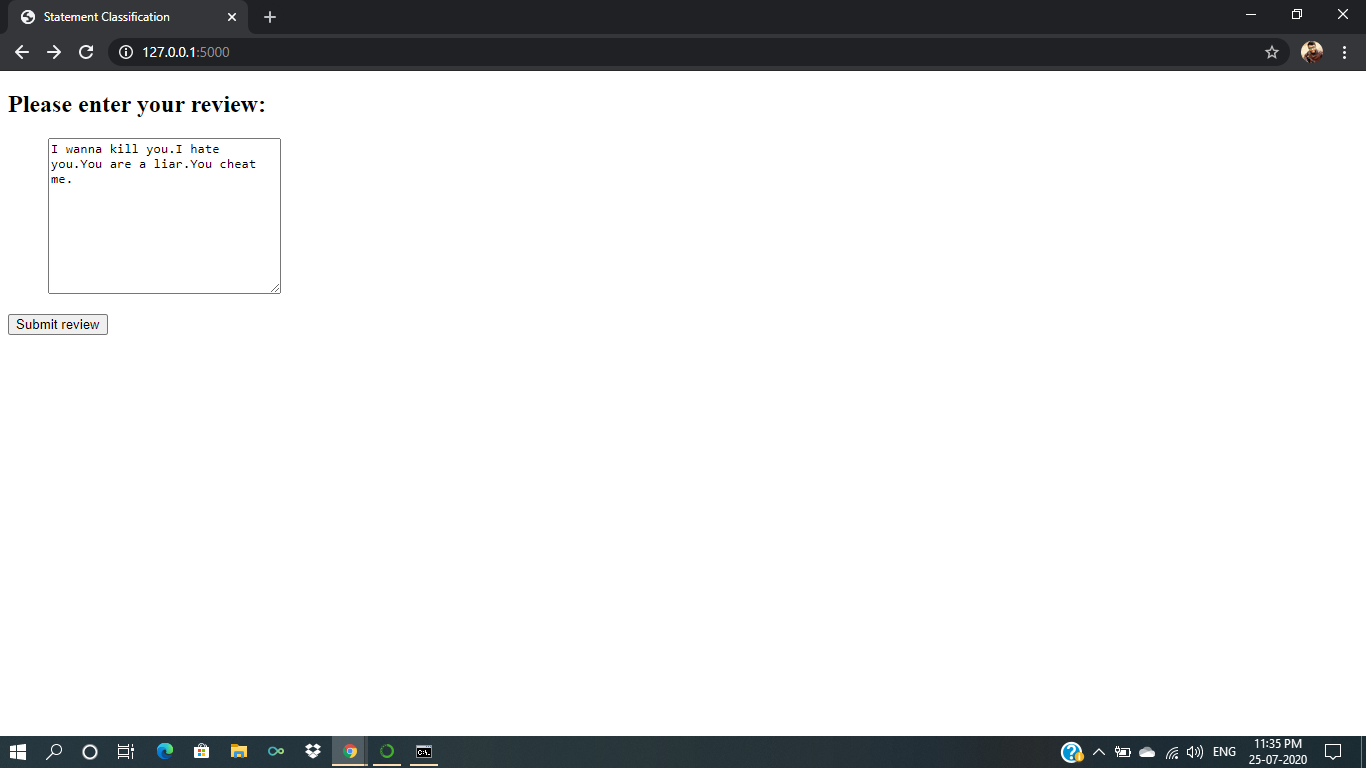 Statement Classification
127.0.0.1:5000
Please enter your review:
I wanna kill you.I hate
you.You are a liar.You cheat
me.
Submit review
ENG
11:35 PM
25-07-2020